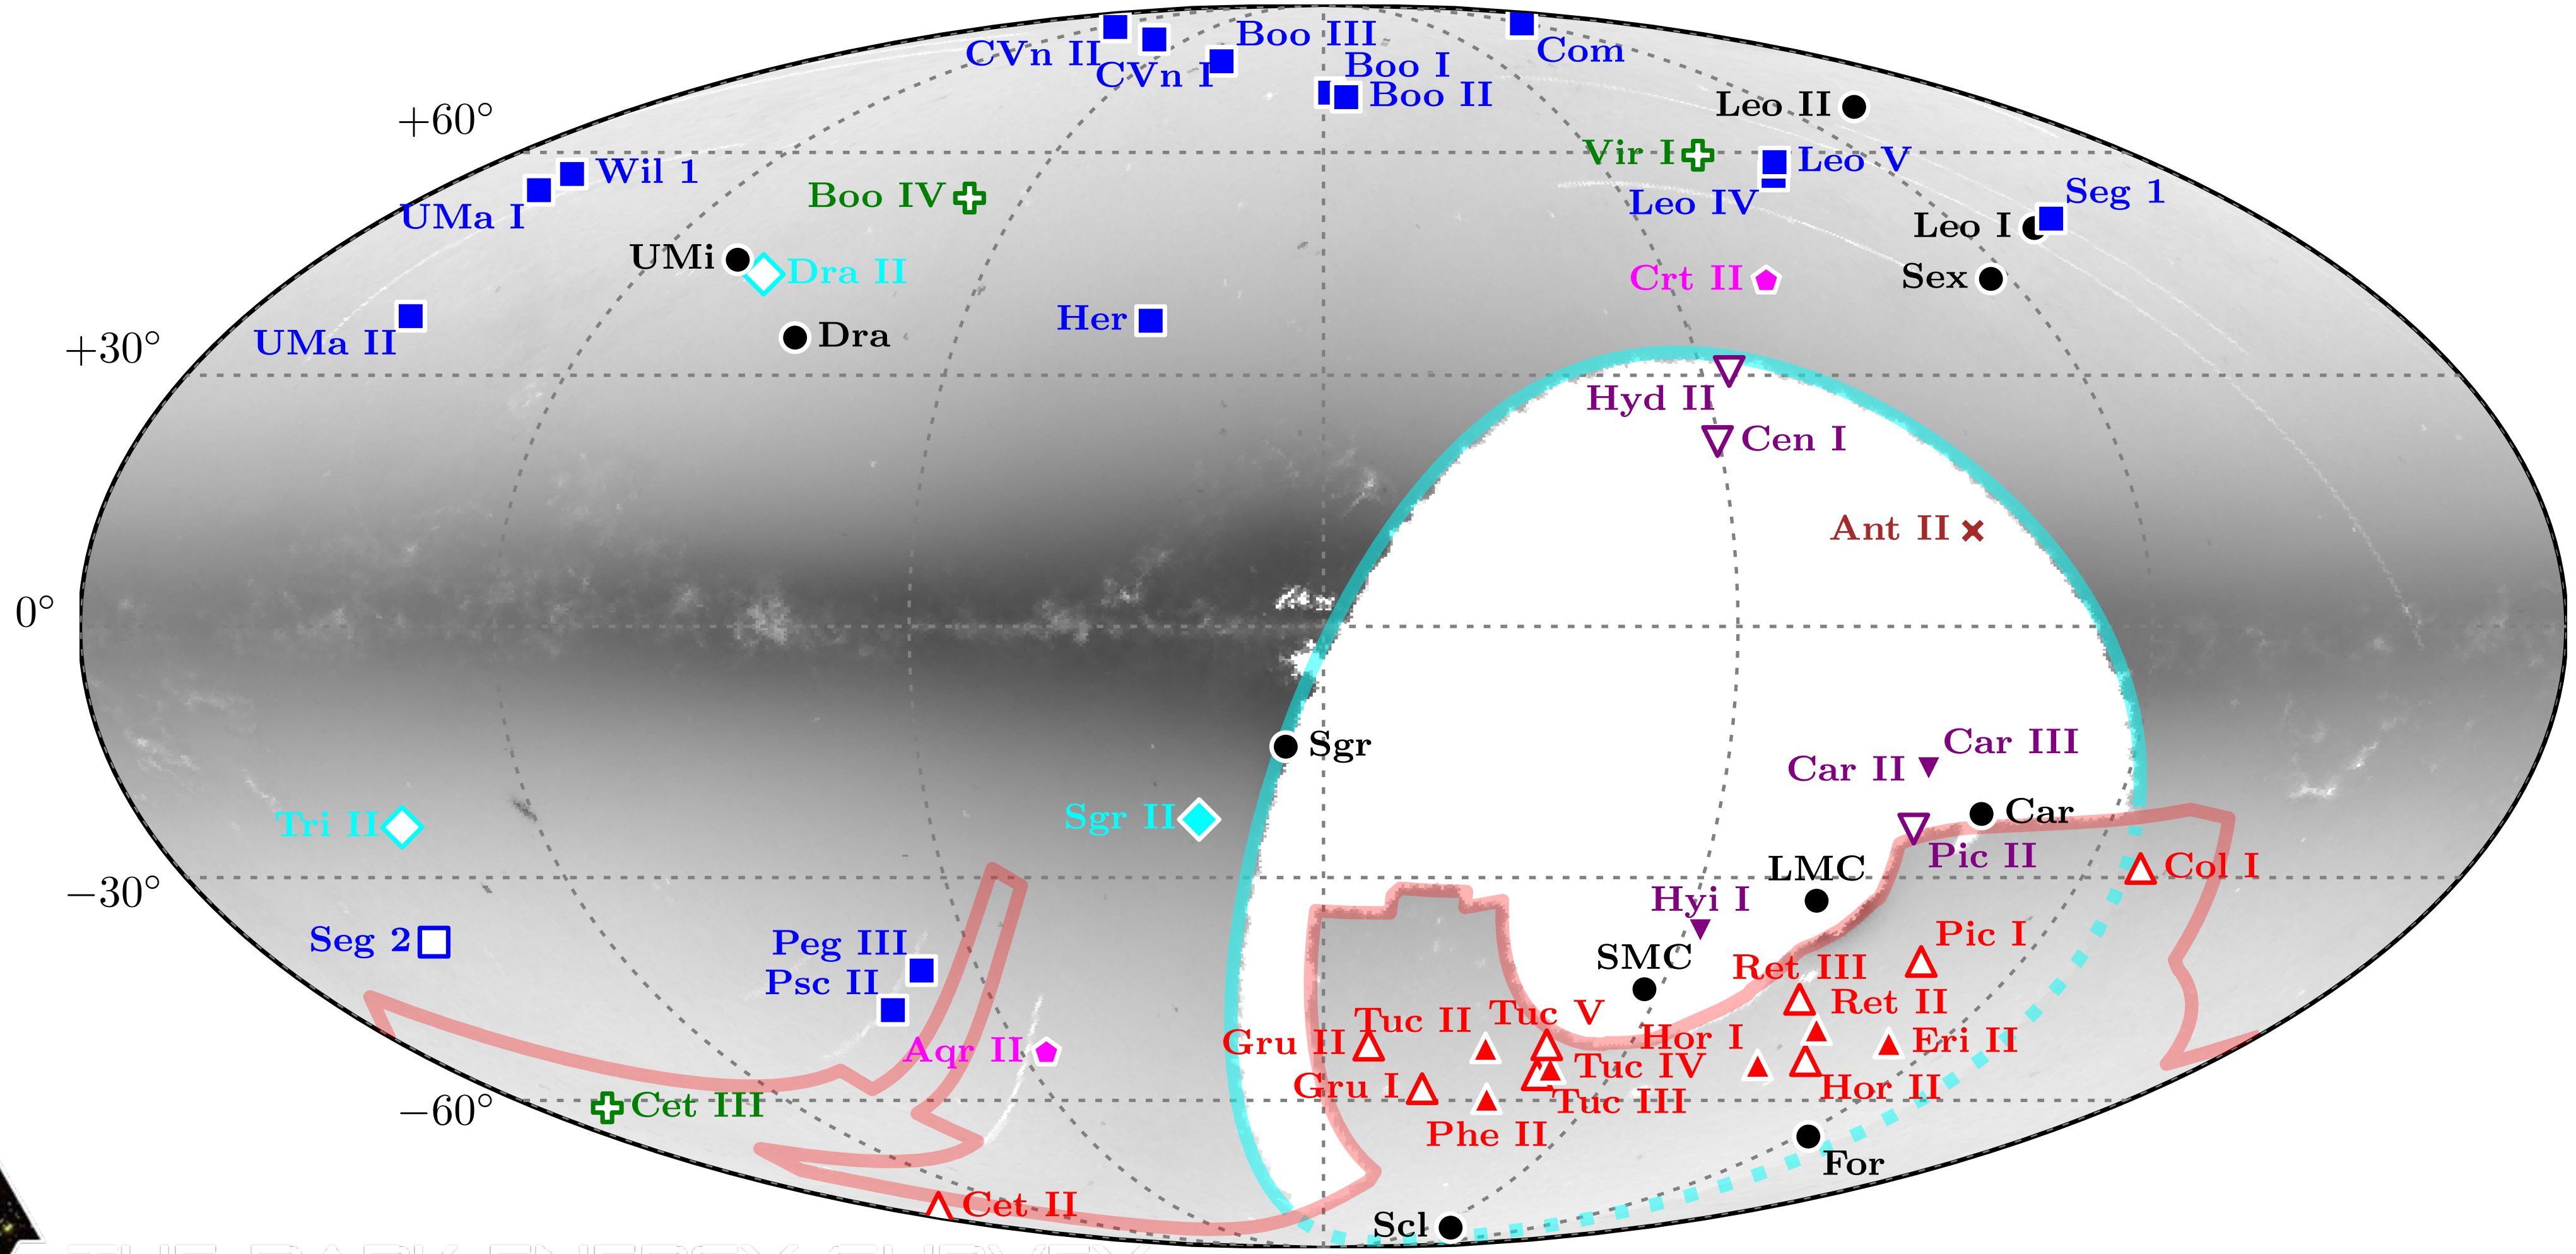 Boo III
CVn II
Com
Boo I
CVn I
Boo II
Leo II
+60°
Vir I
Leo V
Wil 1
Seg 1
Boo IV
Leo IV
UMa I
Leo I
UMi
Dra II
Crt II
Sex
Her
Dra
UMa II
+30°
Hyd II
Cen I
Ant II
0°
Sgr
Car III
Car II
Car
Sgr II
Tri II
Pic II
LMC
Col I
−30°
Hyi I
Pic I
Seg 2
Peg III
SMC
Ret III
Psc II
Ret II
Tuc V
Tuc II
Hor I
Eri II
Gru II
Aqr II
Tuc IV
Gru I
Hor II
Tuc III
Cet III
−60°
Phe II
For
Cet II
Scl
THE DARK ENERGY SURVEY